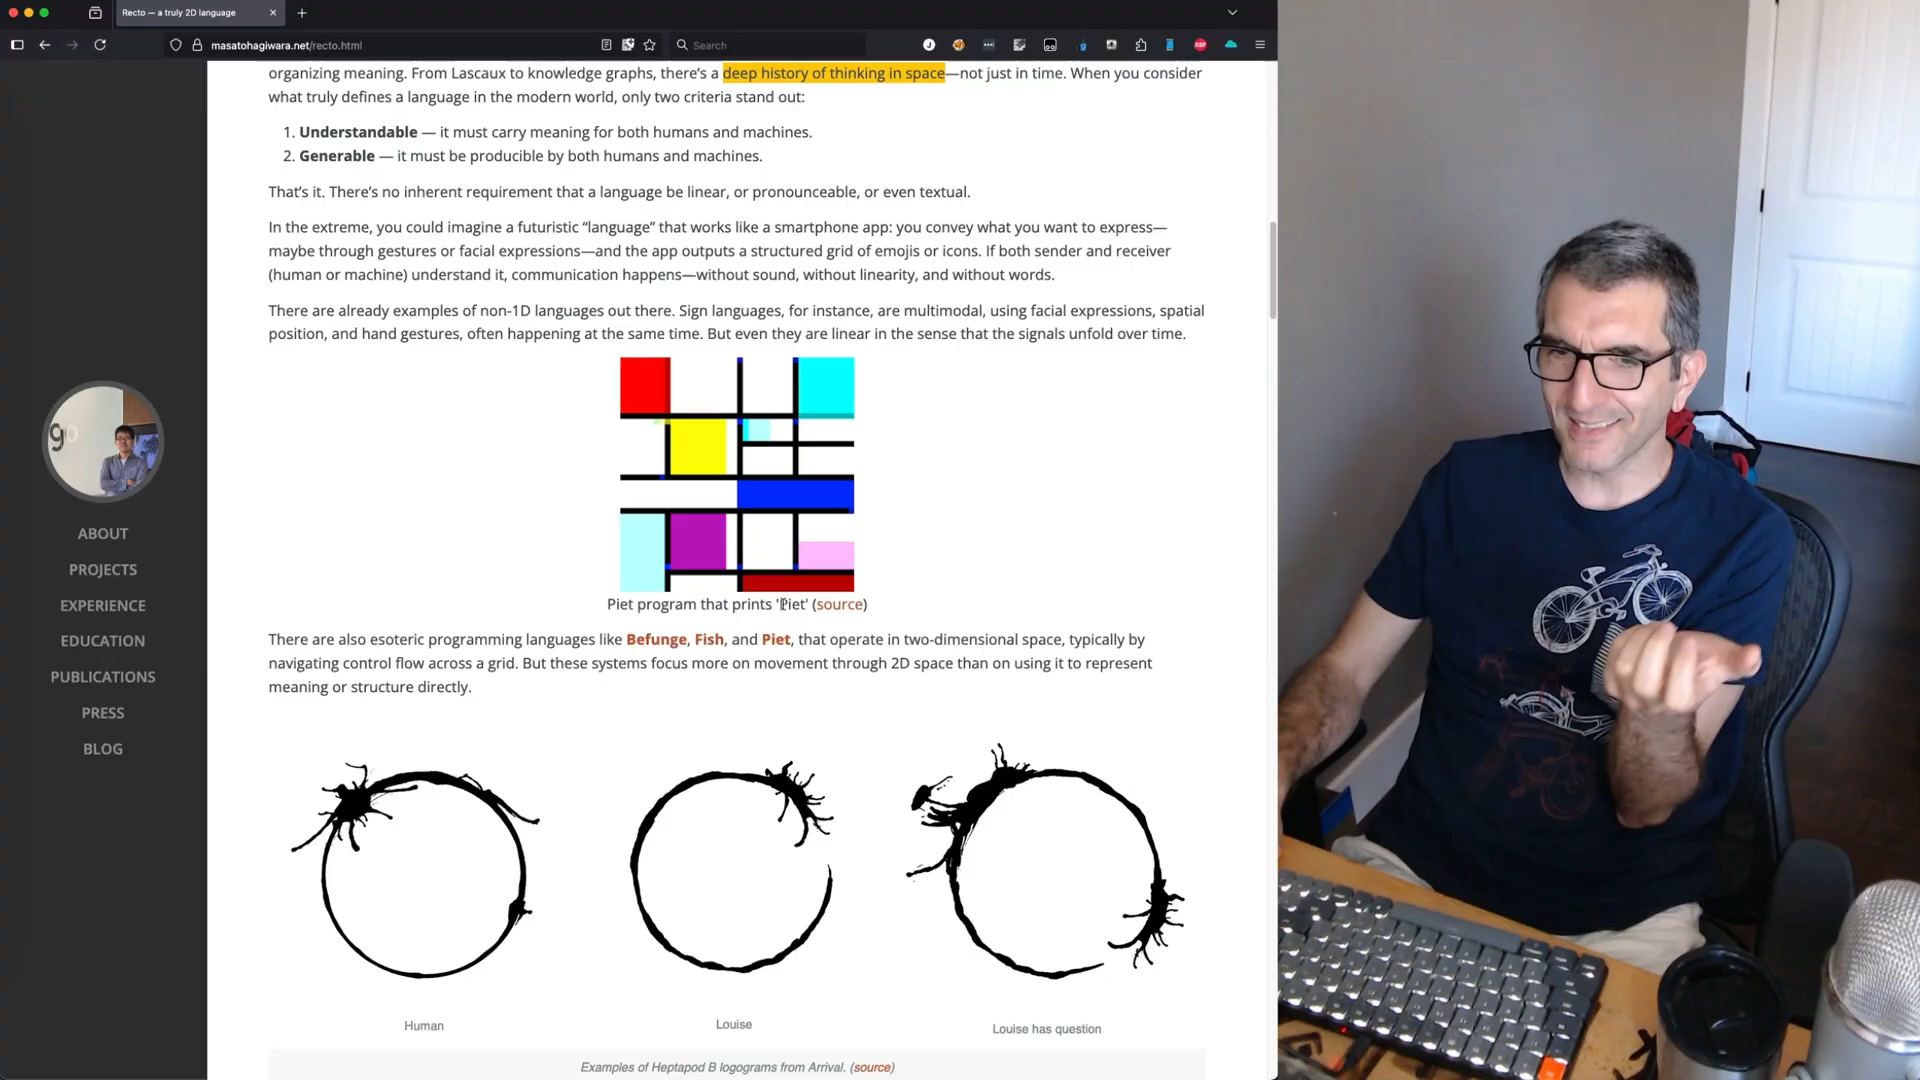 Recto — a truly 2D language
masatohagiwara.net/recto.html
Search
organizing meaning. From Lascaux to knowledge graphs, there’s a deep history of thinking in space—not just in time. When you consider
what truly defines a language in the modern world, only two criteria stand out:
1. Understandable — it must carry meaning for both humans and machines.
2. Generable — it must be producible by both humans and machines.
That’s it. There’s no inherent requirement that a language be linear, or pronounceable, or even textual.
In the extreme, you could imagine a futuristic “language” that works like a smartphone app: you convey what you want to express—
maybe through gestures or facial expressions—and the app outputs a structured grid of emojis or icons. If both sender and receiver
(human or machine) understand it, communication happens—without sound, without linearity, and without words.
There are already examples of non-1D languages out there. Sign languages, for instance, are multimodal, using facial expressions, spatial
position, and hand gestures, often happening at the same time. But even they are linear in the sense that the signals unfold over time.
Piet program that prints 'Piet' (source)
There are also esoteric programming languages like Befunge, Fish, and Piet, that operate in two-dimensional space, typically by
navigating control flow across a grid. But these systems focus more on movement through 2D space than on using it to represent
meaning or structure directly.
Human
Louise
Louise has question
Examples of Heptapod B logograms from Arrival. (source)
ABOUT
PROJECTS
EXPERIENCE
EDUCATION
PUBLICATIONS
PRESS
BLOG